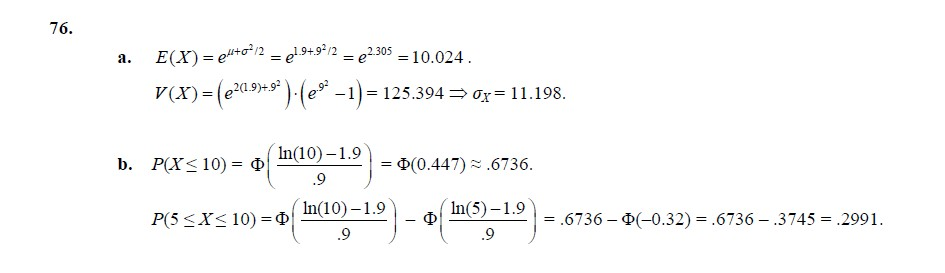 76.
a. E(X) = e^{μ+σ²/2} = e^{1.9+.9²/2} = e^{2.305} = 10.024 .
V(X) = (e^{2(1.9)+.9²}) · (e^{.9²} – 1) = 125.394 ⇒ σ_X = 11.198.
b. P(X ≤ 10) = Φ((ln(10) – 1.9)/.9) = Φ(0.447) ≈ .6736.
P(5 ≤ X ≤ 10) = Φ((ln(10) – 1.9)/.9) – Φ((ln(5) – 1.9)/.9) = .6736 – Φ(–0.32) = .6736 – .3745 = .2991.